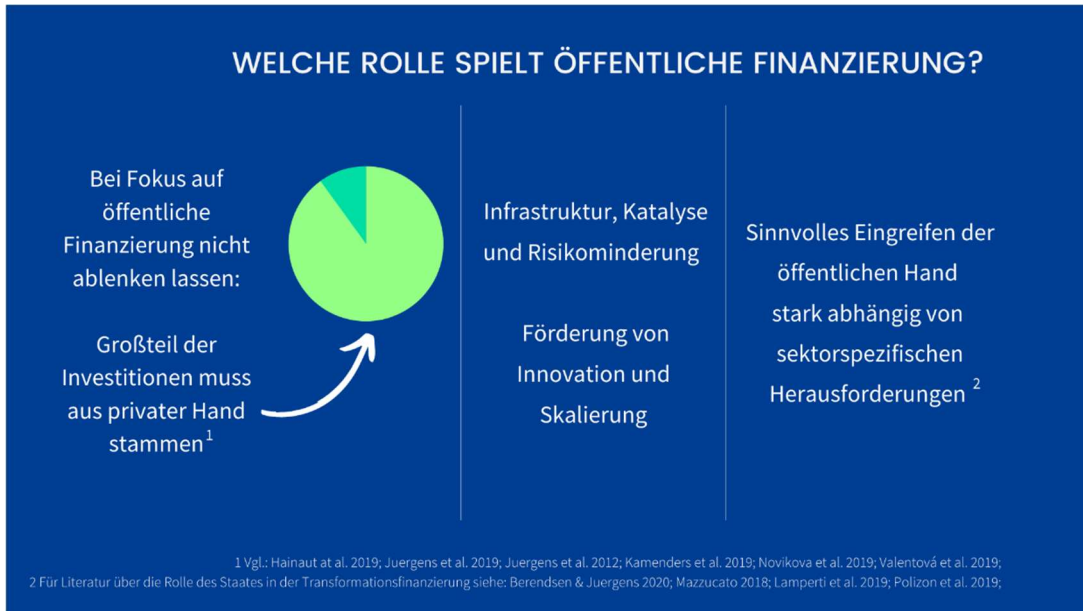 WELCHE ROLLE SPIELT ÖFFENTLICHE FINANZIERUNG?
Bei Fokus auf
öffentliche
Finanzierung nicht
ablenken lassen:
Großteil der
Investitionen muss
aus privater Hand
stammen1
Infrastruktur, Katalyse
und Risikominderung
Förderung von
Innovation und
Skalierung
Sinnvolles Eingreifen der
öffentlichen Hand
stark abhängig von
sektorspezifischen
Herausforderungen 2
1 Vgl.: Hainaut at al. 2019; Juergens et al. 2019; Juergens et al. 2012; Kamenders et al. 2019; Novikova et al. 2019; Valentová et al. 2019;
2 Für Literatur über die Rolle des Staates in der Transformationsfinanzierung siehe: Berendsen & Juergens 2020; Mazzucato 2018; Lamperti et al. 2019; Polizon et al. 2019;